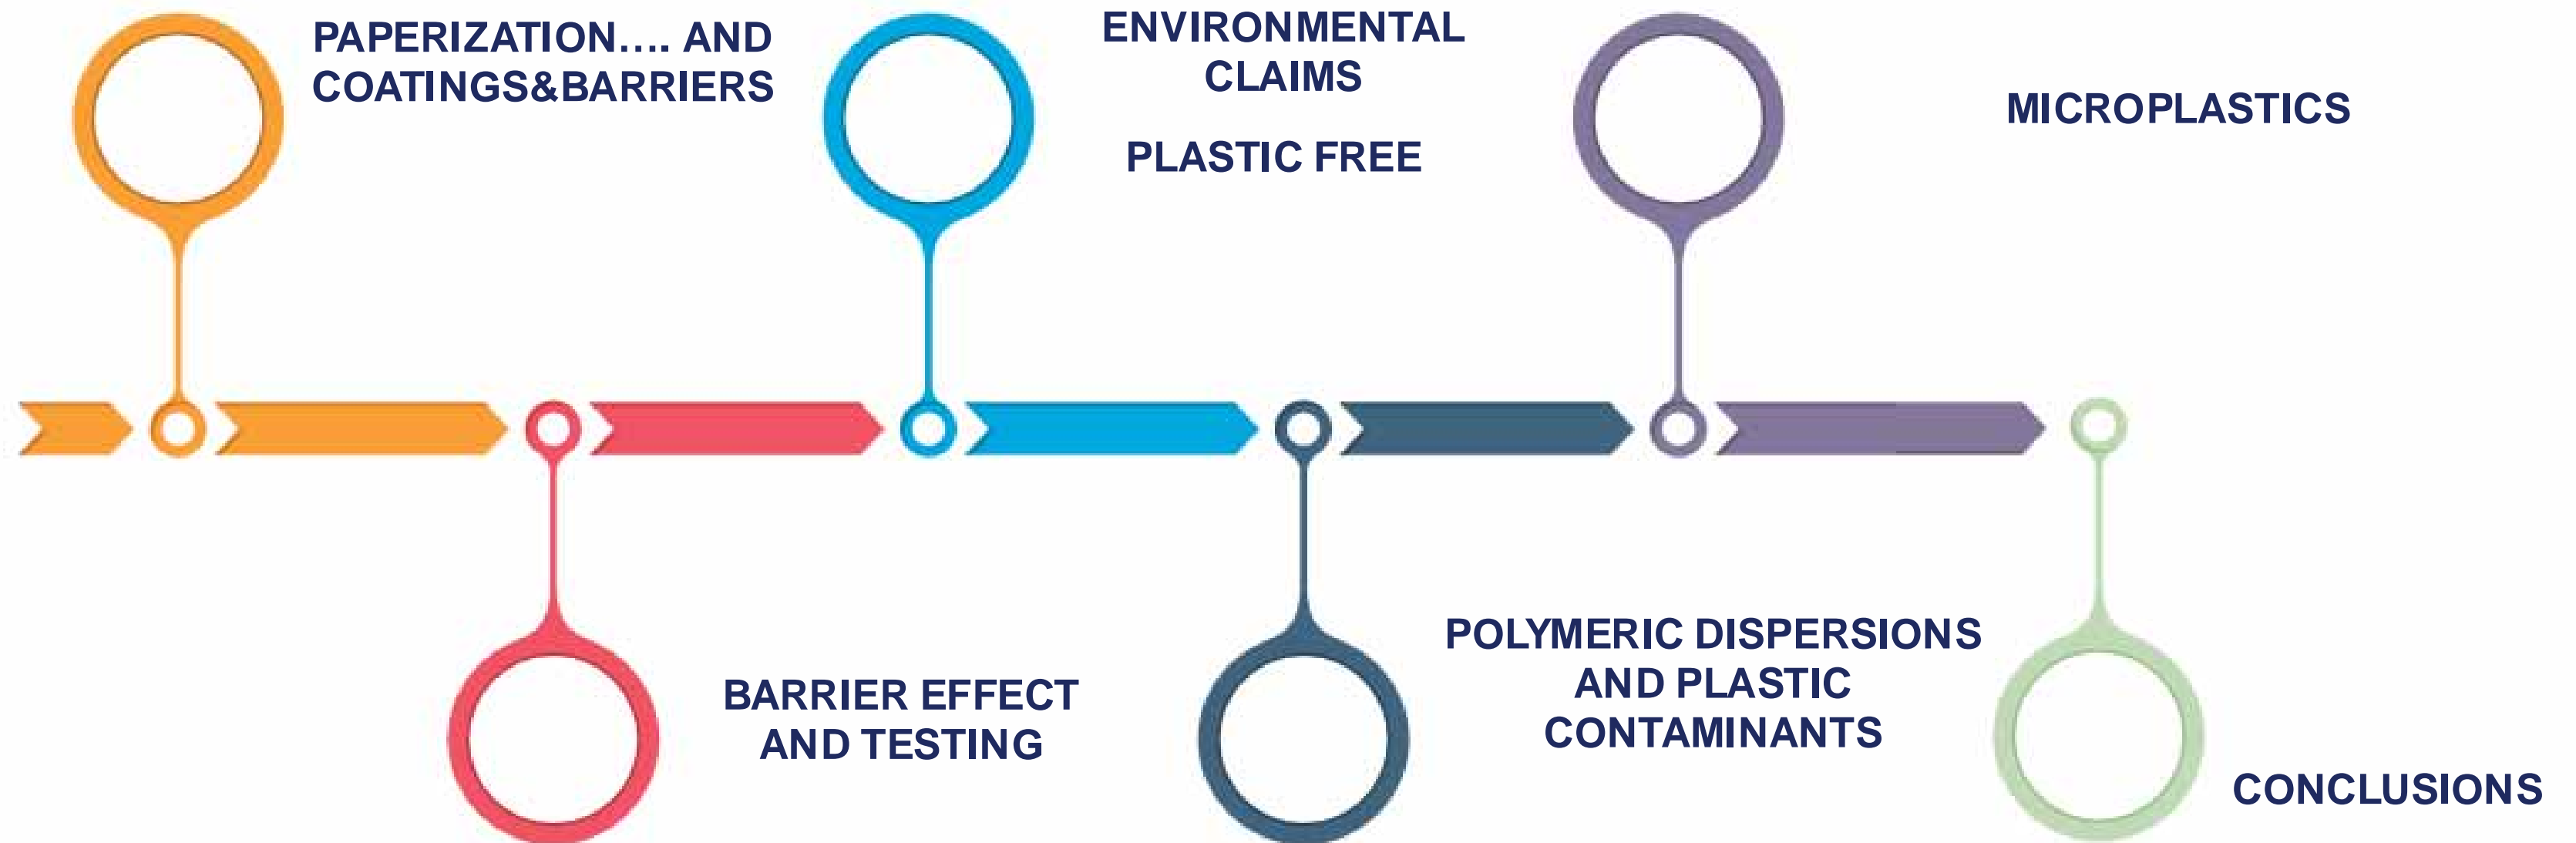 PAPERIZATION.... AND
COATINGS&BARRIERS
BARRIER EFFECT
AND TESTING
ENVIRONMENTAL
CLAIMS
PLASTIC FREE
POLYMERIC DISPERSIONS
AND PLASTIC
CONTAMINANTS
MICROPLASTICS
CONCLUSIONS